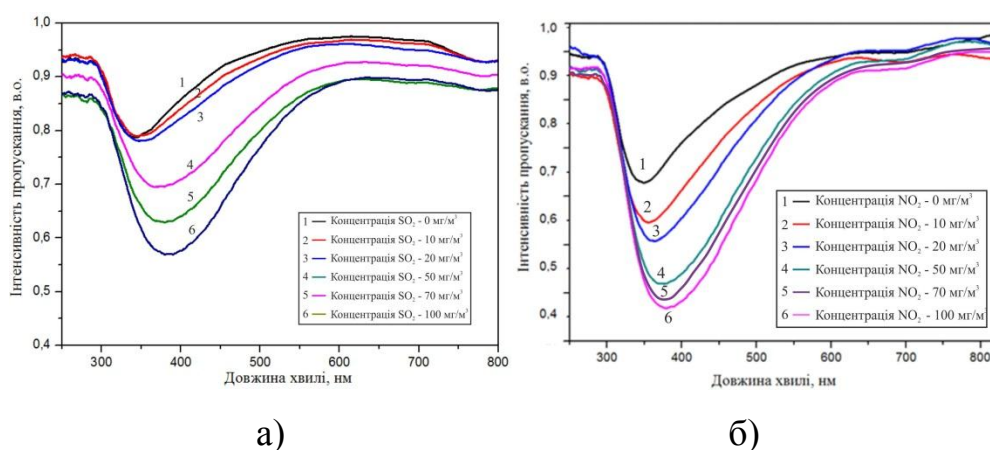 1,0
0,9
0,8
0,7
0,6
0,5
0,4
Інтенсивність пропускання, в.о.
1
2
3
4
5
6
1 Концентрація SO₂ - 0 мг/м³
2 Концентрація SO₂ - 10 мг/м³
3 Концентрація SO₂ - 20 мг/м³
4 Концентрація SO₂ - 50 мг/м³
5 Концентрація SO₂ - 70 мг/м³
6 Концентрація SO₂ - 100 мг/м³
300 400 500 600 700 800
Довжина хвилі, нм
а)
1,0
0,9
0,8
0,7
0,6
0,5
0,4
Інтенсивність пропускання, в.о.
1
2
3
4
5
6
1 Концентрація NO₂ - 0 мг/м³
2 Концентрація NO₂ - 10 мг/м³
3 Концентрація NO₂ - 20 мг/м³
4 Концентрація NO₂ - 50 мг/м³
5 Концентрація NO₂ - 70 мг/м³
6 Концентрація NO₂ - 100 мг/м³
300 400 500 600 700 800
Довжина хвилі, нм
б)